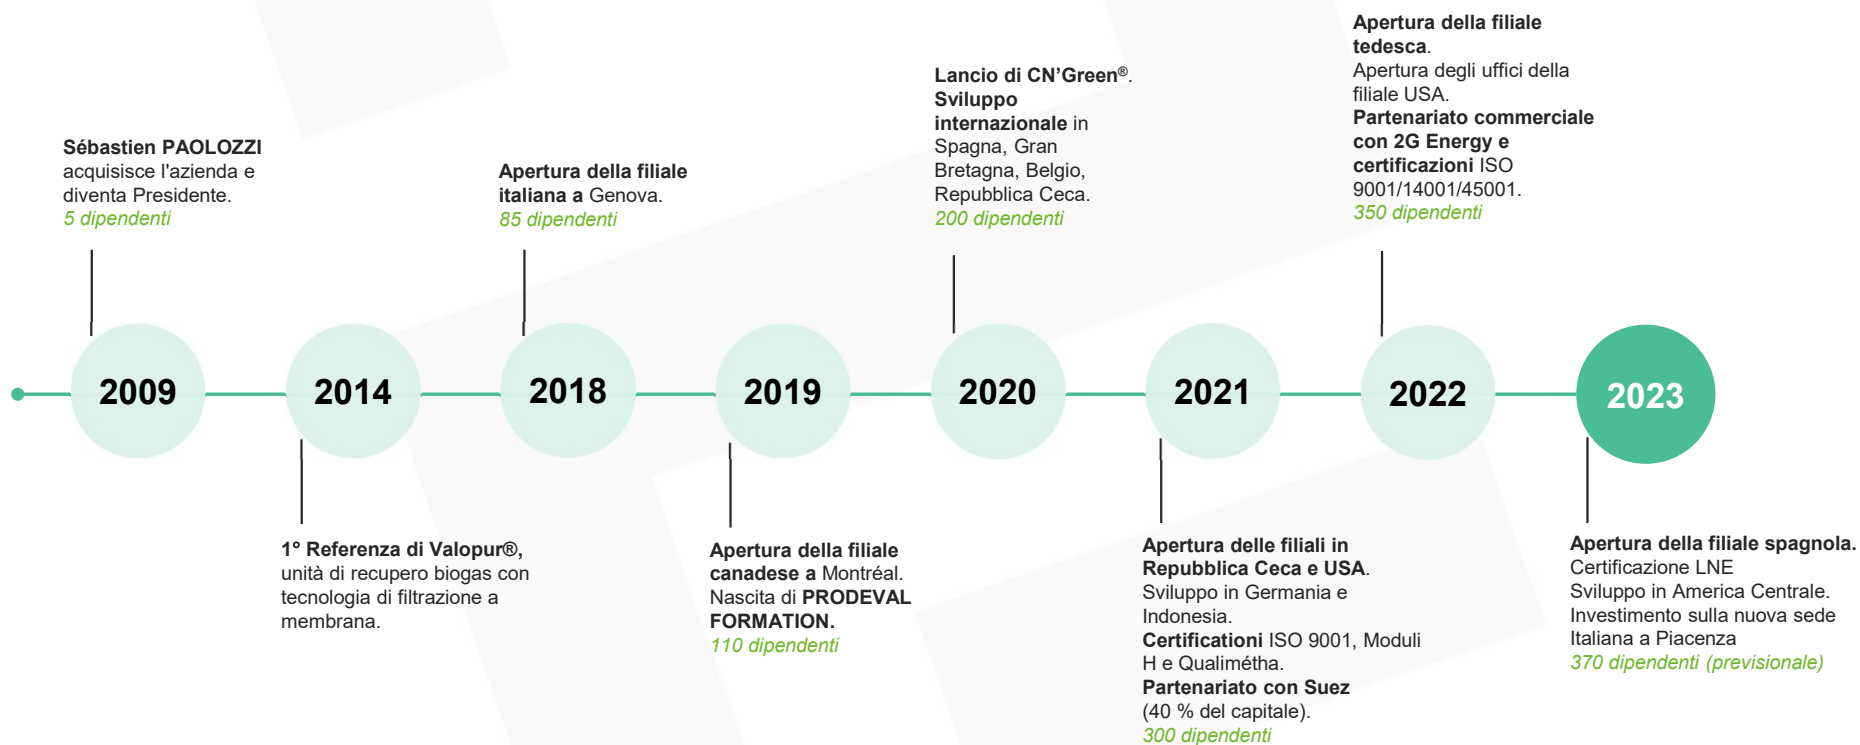 Sébastien PAOLOZZI
acquisisce l'azienda e
diventa Presidente.
5 dipendenti
2009
2014
1° Referenza di Valopur®,
unità di recupero biogas con
tecnologia di filtrazione a
membrana.
Apertura della filiale
italiana a Genova.
85 dipendenti
2018
2019
Apertura della filiale
canadese a Montréal.
Nascita di PRODEVAL
FORMATION.
110 dipendenti
Lancio di CN’Green®.
Sviluppo
internazionale in
Spagna, Gran
Bretagna, Belgio,
Repubblica Ceca.
200 dipendenti
2020
2021
Apertura delle filiali in
Repubblica Ceca e USA.
Sviluppo in Germania e
Indonesia.
Certificationi ISO 9001, Moduli
H e Qualimétha.
Partenariato con Suez
(40 % del capitale).
300 dipendenti
Apertura della filiale
tedesca.
Apertura degli uffici della
filiale USA.
Partenariato commerciale
con 2G Energy e
certificazioni ISO
9001/14001/45001.
350 dipendenti
2022
2023
Apertura della filiale spagnola.
Certificazione LNE
Sviluppo in America Centrale.
Investimento sulla nuova sede
Italiana a Piacenza
370 dipendenti (previsionale)